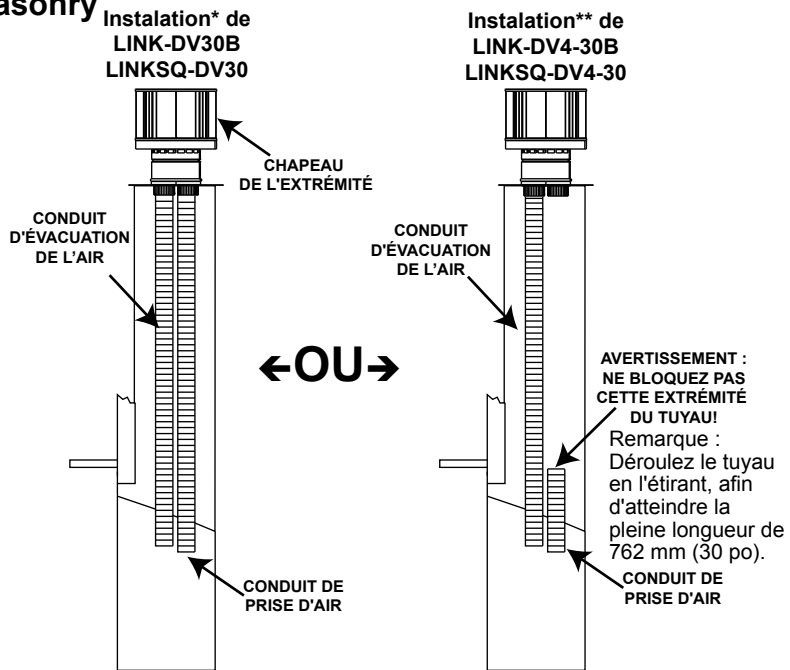 asonry
Instalation* de
LINK-DV30B
LINKSQ-DV30
CHAPEAU
DE L'EXTRÉMITÉ
CONDUIT
D'ÉVACUATION
DE L'AIR
CONDUIT DE
PRISE D'AIR
←OU→
Instalation** de
LINK-DV4-30B
LINKSQ-DV4-30
CONDUIT
D'ÉVACUATION
DE L'AIR
AVERTISSEMENT :
NE BLOQUEZ PAS
CETTE EXTRÉMITÉ
DU TUYAU!
Remarque :
Déroulez le tuyau
en l'étirant, afin
d'atteindre la
pleine longueur de
762 mm (30 po).
CONDUIT DE
PRISE D'AIR